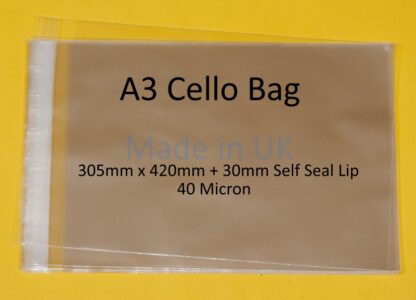 A3 Cello Bag
Made in UK
305mm x 420mm + 30mm Self Seal Lip
40 Micron